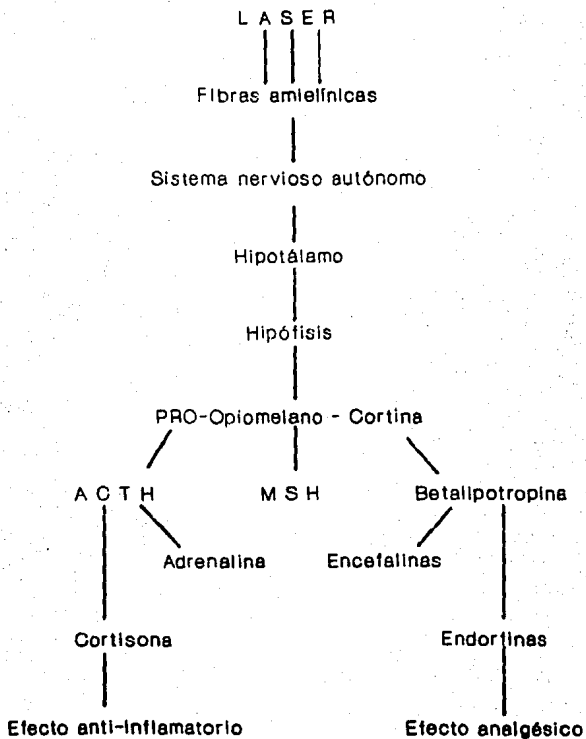 L A S E R
Fibras amielínicas
Sistema nervioso autónomo
Hipotálamo
Hipófisis
PRO-Opiomelano - Cortina
A C T H M S H Betalipotropina
Adrenalina Encefalinas
Cortisona Endorfinas
Efecto anti-inflamatorio Efecto analgésico